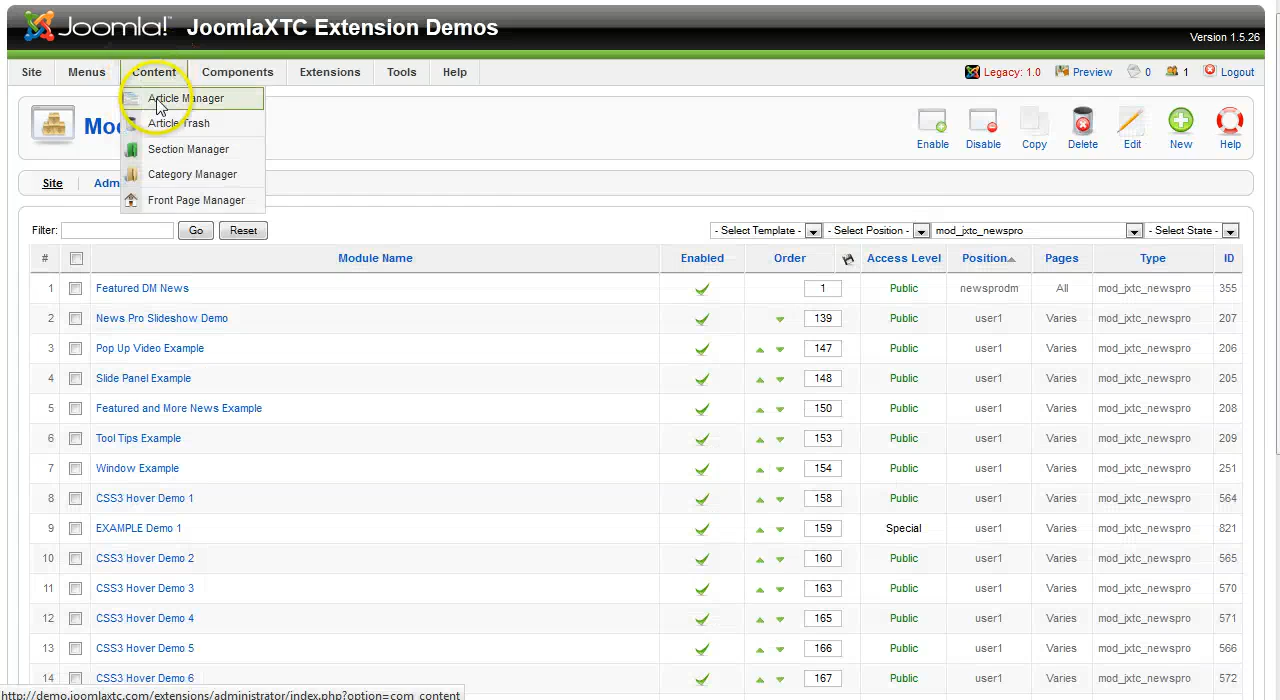 Joomla! JoomlaXTC Extension Demos
Version 1.5.26
Site Menus Content Components Extensions Tools Help Legacy: 1.0 Preview 0 1 Logout
Article Manager
Article Trash
Section Manager
Category Manager
Front Page Manager
Enable Disable Copy Delete Edit New Help
Site
Filter: Go Reset - Select Template - - Select Position - mod_jxtc_newspro - Select State -
# Module Name Enabled Order Access Level Position Pages Type ID
1 Featured DM News 1 Public newsprodm All mod_jxtc_newspro 355
2 News Pro Slideshow Demo 139 Public user1 Varies mod_jxtc_newspro 207
3 Pop Up Video Example 147 Public user1 Varies mod_jxtc_newspro 206
4 Slide Panel Example 148 Public user1 Varies mod_jxtc_newspro 205
5 Featured and More News Example 150 Public user1 Varies mod_jxtc_newspro 208
6 Tool Tips Example 153 Public user1 Varies mod_jxtc_newspro 209
7 Window Example 154 Public user1 Varies mod_jxtc_newspro 251
8 CSS3 Hover Demo 1 158 Public user1 Varies mod_jxtc_newspro 564
9 EXAMPLE Demo 1 159 Special user1 Varies mod_jxtc_newspro 821
10 CSS3 Hover Demo 2 160 Public user1 Varies mod_jxtc_newspro 565
11 CSS3 Hover Demo 3 163 Public user1 Varies mod_jxtc_newspro 570
12 CSS3 Hover Demo 4 165 Public user1 Varies mod_jxtc_newspro 571
13 CSS3 Hover Demo 5 166 Public user1 Varies mod_jxtc_newspro 566
14 CSS3 Hover Demo 6 167 Public user1 Varies mod_jxtc_newspro 572
http://demo.joomlaxtc.com/extensions/administrator/index.php?option=com_content